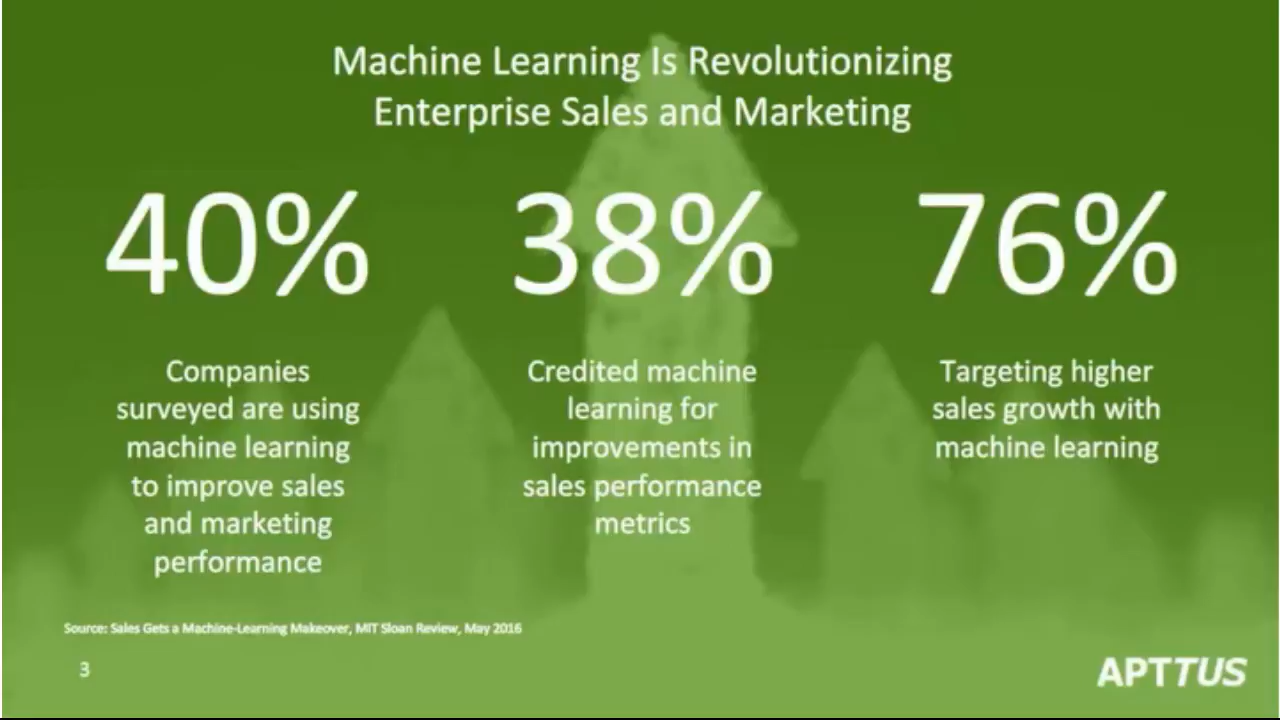 Machine Learning Is Revolutionizing
Enterprise Sales and Marketing
40%
38%
76%
Companies
surveyed are using
machine learning
to improve sales
and marketing
performance
Credited machine
learning for
improvements in
sales performance
metrics
Targeting higher
sales growth with
machine learning
Source: Sales Gets a Machine-Learning Makeover, MIT Sloan Review, May 2016
3
APTTUS